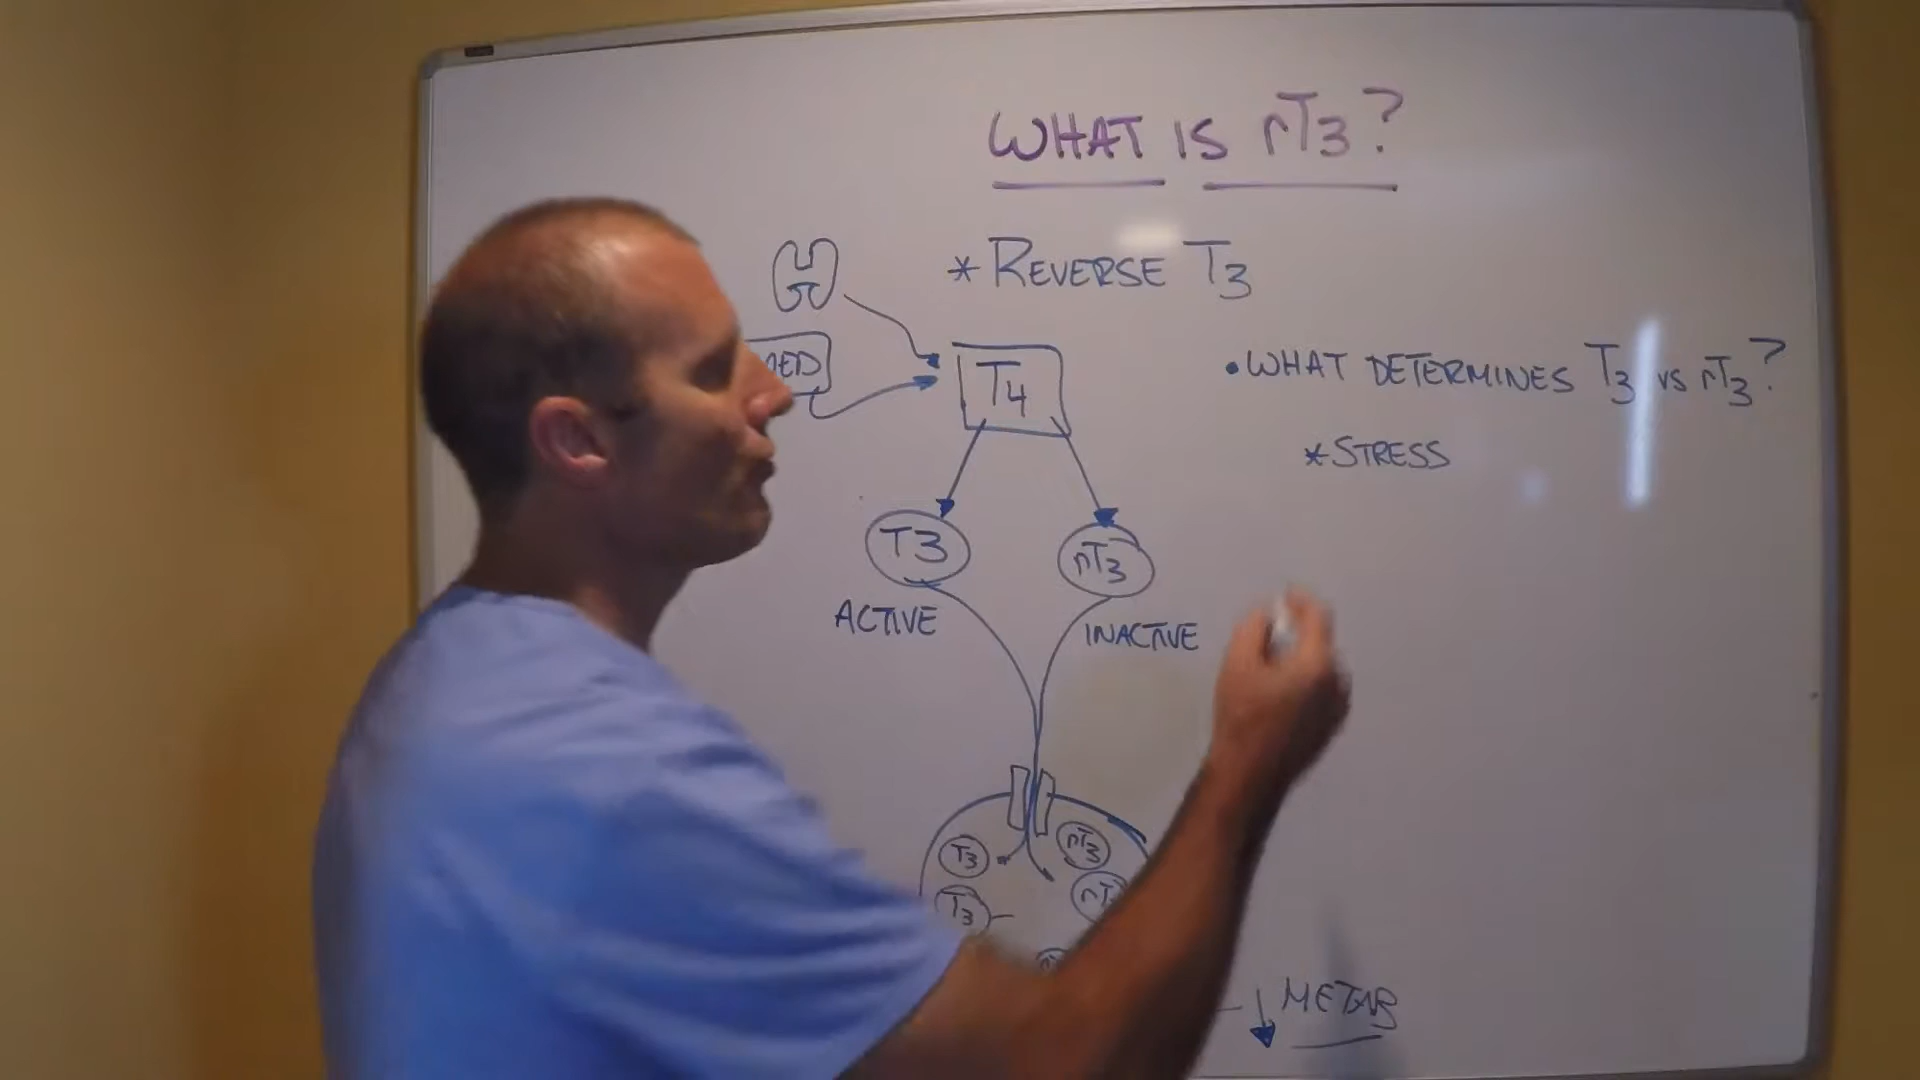 WHAT IS rT3?
* REVERSE T3
T4
• WHAT DETERMINES T3 vs rT3?
* STRESS
T3
rT3
ACTIVE
INACTIVE
T3
rT3
T3
↓ METAB